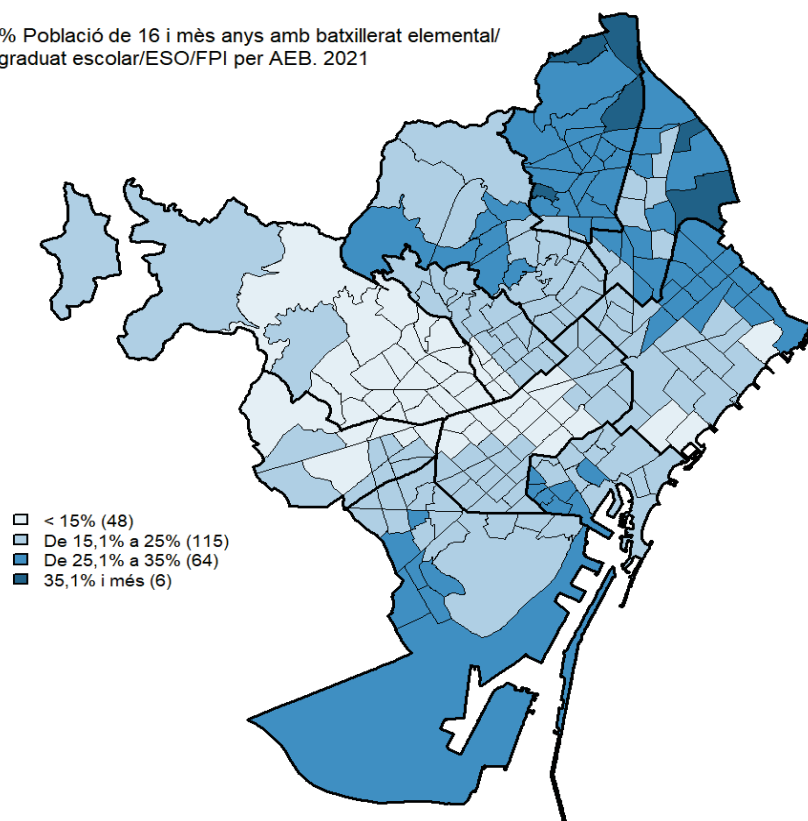 % Població de 16 i mès anys amb batxillerat elemental/
graduat escolar/ESO/FPI per AEB. 2021
< 15% (48)
De 15,1% a 25% (115)
De 25,1% a 35% (64)
35,1% i més (6)